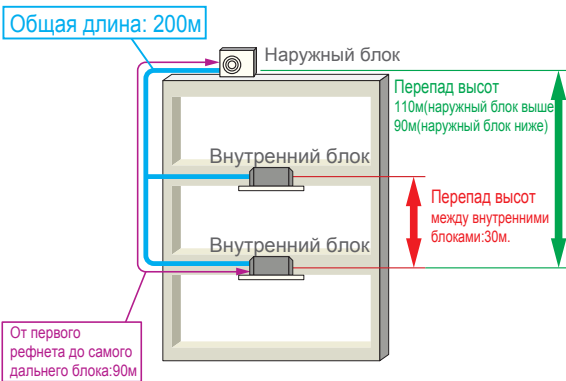 Общая длина: 200м
Наружный блок
Перепад высот
110м(наружный блок выше
90м(наружный блок ниже)
Внутренний блок
Перепад высот
между внутренними
блоками:30м.
Внутренний блок
От первого
рефнета до самого
дальнего блока:90м